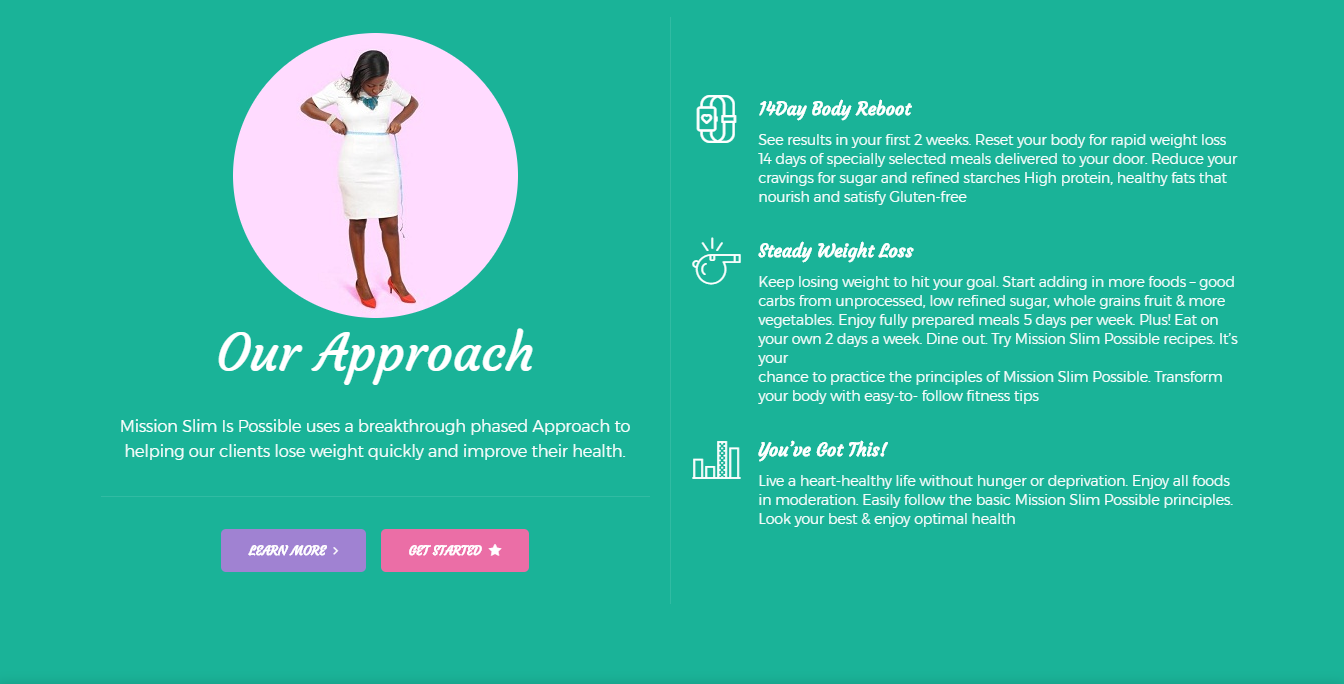 Our Approach
Mission Slim Is Possible uses a breakthrough phased Approach to
helping our clients lose weight quickly and improve their health.
LEARN MORE
GET STARTED
14Day Body Reboot
See results in your first 2 weeks. Reset your body for rapid weight loss
14 days of specially selected meals delivered to your door. Reduce your
cravings for sugar and refined starches High protein, healthy fats that
nourish and satisfy Gluten-free
Steady Weight Loss
Keep losing weight to hit your goal. Start adding in more foods – good
carbs from unprocessed, low refined sugar, whole grains fruit & more
vegetables. Enjoy fully prepared meals 5 days per week. Plus! Eat on
your own 2 days a week. Dine out. Try Mission Slim Possible recipes. It’s
your
chance to practice the principles of Mission Slim Possible. Transform
your body with easy-to- follow fitness tips
You’ve Got This!
Live a heart-healthy life without hunger or deprivation. Enjoy all foods
in moderation. Easily follow the basic Mission Slim Possible principles.
Look your best & enjoy optimal health